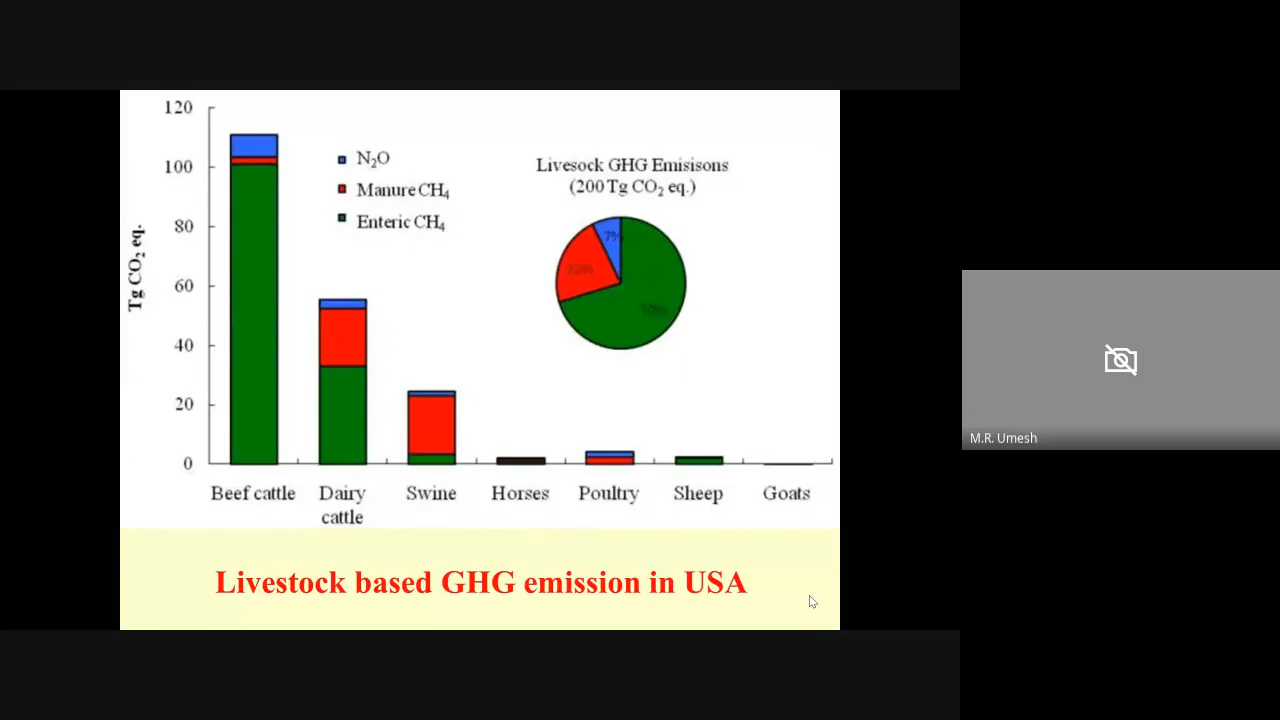 120
100
80
60
40
20
0
Tg CO₂ eq.
N₂O
Manure CH₄
Enteric CH₄
Livesock GHG Emisisons
(200 Tg CO₂ eq.)
7%
70%
Beef cattle
Dairy
cattle
Swine
Horses
Poultry
Sheep
Goats
Livestock based GHG emission in USA
M.R. Umesh